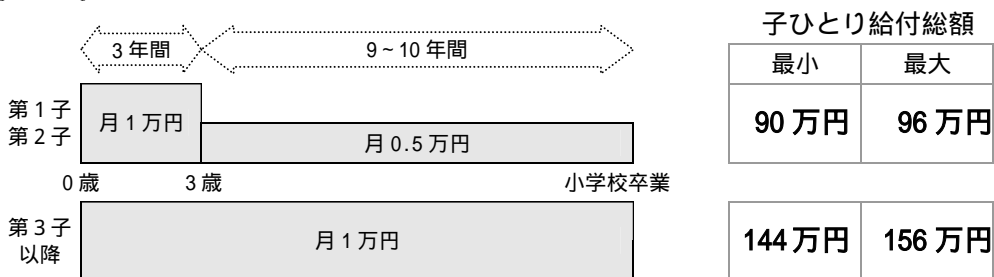 子ひとり給付総額
3年間 9~10年間 最小 最大
第1子
第2子
月1万円 月0.5万円 90万円 96万円
0歳 3歳 小学校卒業
第3子
以降
月1万円 144万円 156万円